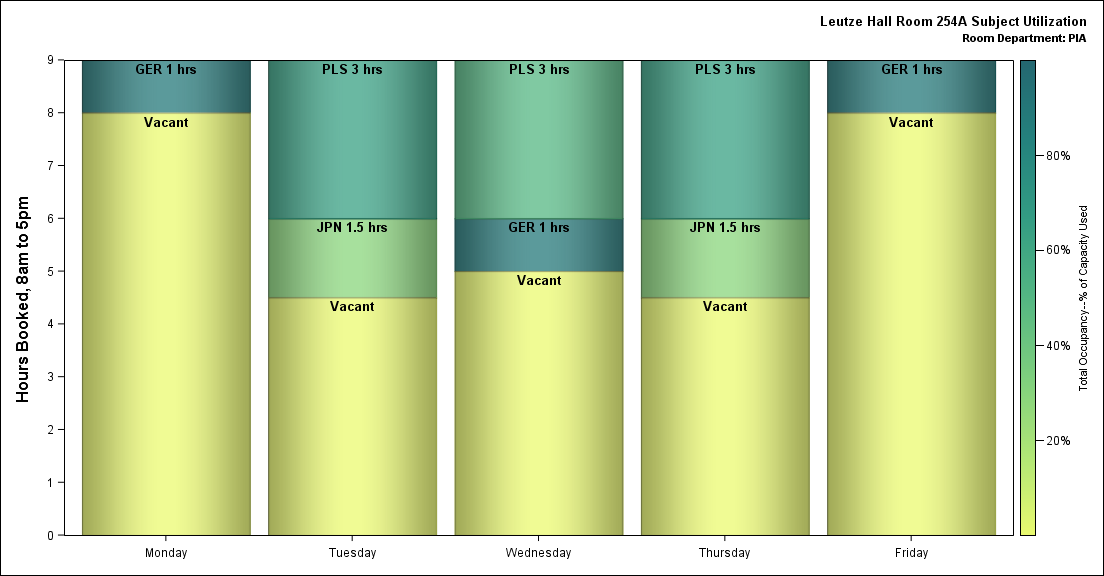 Leutze Hall Room 254A Subject Utilization
Room Department: PIA
Hours Booked, 8am to 5pm
9
8
7
6
5
4
3
2
1
0
GER 1 hrs
Vacant
PLS 3 hrs
JPN 1.5 hrs
Vacant
PLS 3 hrs
GER 1 hrs
Vacant
PLS 3 hrs
JPN 1.5 hrs
Vacant
GER 1 hrs
Vacant
Monday
Tuesday
Wednesday
Thursday
Friday
80%
60%
40%
20%
Total Occupancy--% of Capacity Used